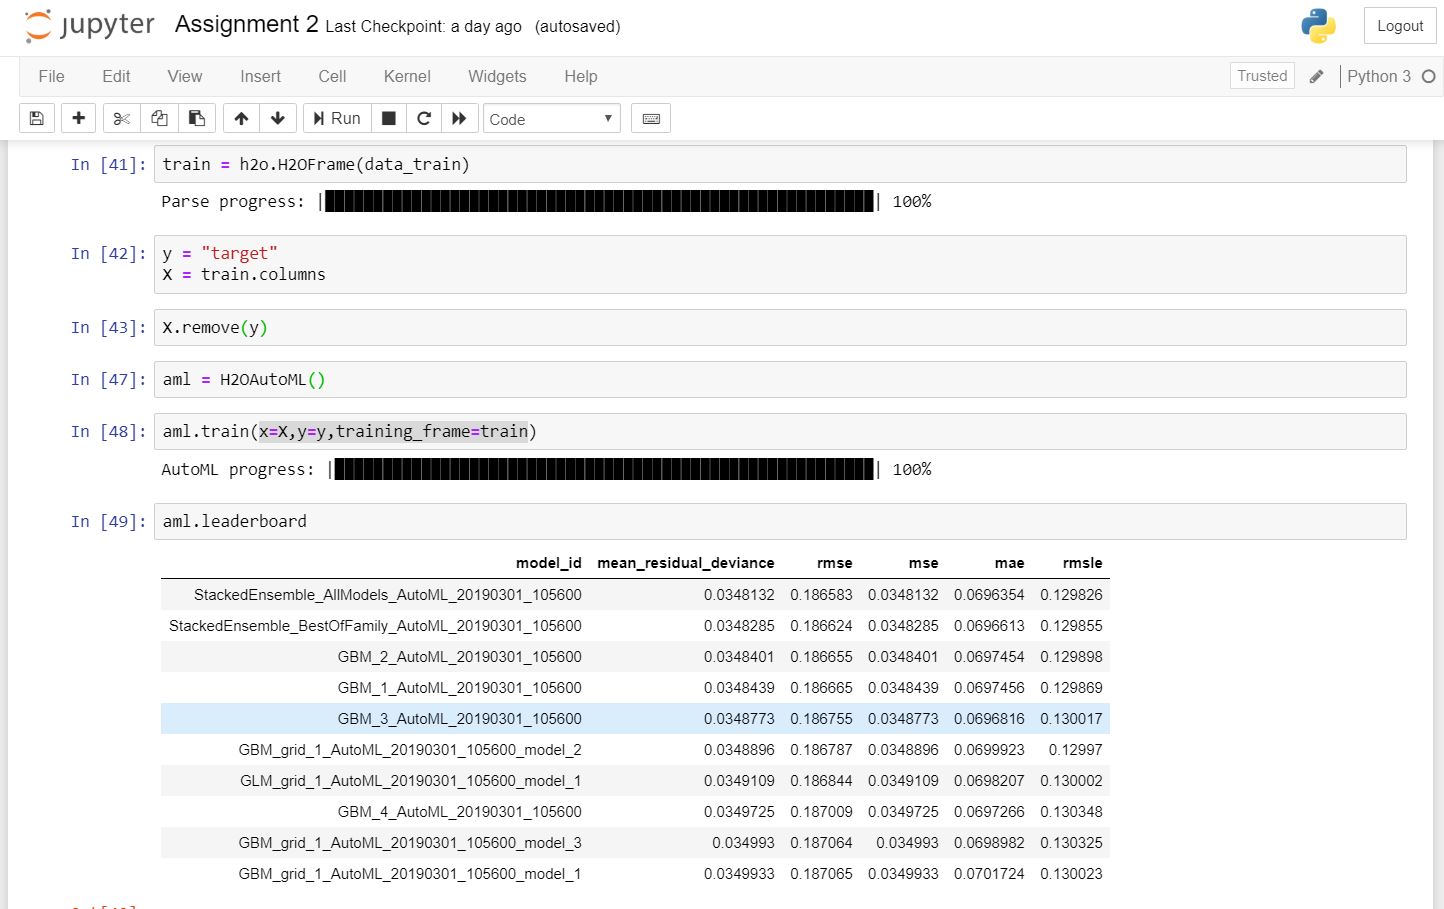 jupyter Assignment 2 Last Checkpoint: a day ago (autosaved) Logout
File Edit View Insert Cell Kernel Widgets Help Trusted Python 3
Run Code
In [41]: train = h2o.H2OFrame(data_train)
Parse progress: | | 100%
In [42]: y = "target"
X = train.columns
In [43]: X.remove(y)
In [47]: aml = H2OAutoML()
In [48]: aml.train(x=X,y=y,training_frame=train)
AutoML progress: | | 100%
In [49]: aml.leaderboard
model_id mean_residual_deviance rmse mse mae rmsle
StackedEnsemble_AllModels_AutoML_20190301_105600 0.0348132 0.186583 0.0348132 0.0696354 0.129826
StackedEnsemble_BestOfFamily_AutoML_20190301_105600 0.0348285 0.186624 0.0348285 0.0696613 0.129855
GBM_2_AutoML_20190301_105600 0.0348401 0.186655 0.0348401 0.0697454 0.129898
GBM_1_AutoML_20190301_105600 0.0348439 0.186665 0.0348439 0.0697456 0.129869
GBM_3_AutoML_20190301_105600 0.0348773 0.186755 0.0348773 0.0696816 0.130017
GBM_grid_1_AutoML_20190301_105600_model_2 0.0348896 0.186787 0.0348896 0.0699923 0.12997
GLM_grid_1_AutoML_20190301_105600_model_1 0.0349109 0.186844 0.0349109 0.0698207 0.130002
GBM_4_AutoML_20190301_105600 0.0349725 0.187009 0.0349725 0.0697266 0.130348
GBM_grid_1_AutoML_20190301_105600_model_3 0.034993 0.187064 0.034993 0.0698982 0.130325
GBM_grid_1_AutoML_20190301_105600_model_1 0.0349933 0.187065 0.0349933 0.0701724 0.130023